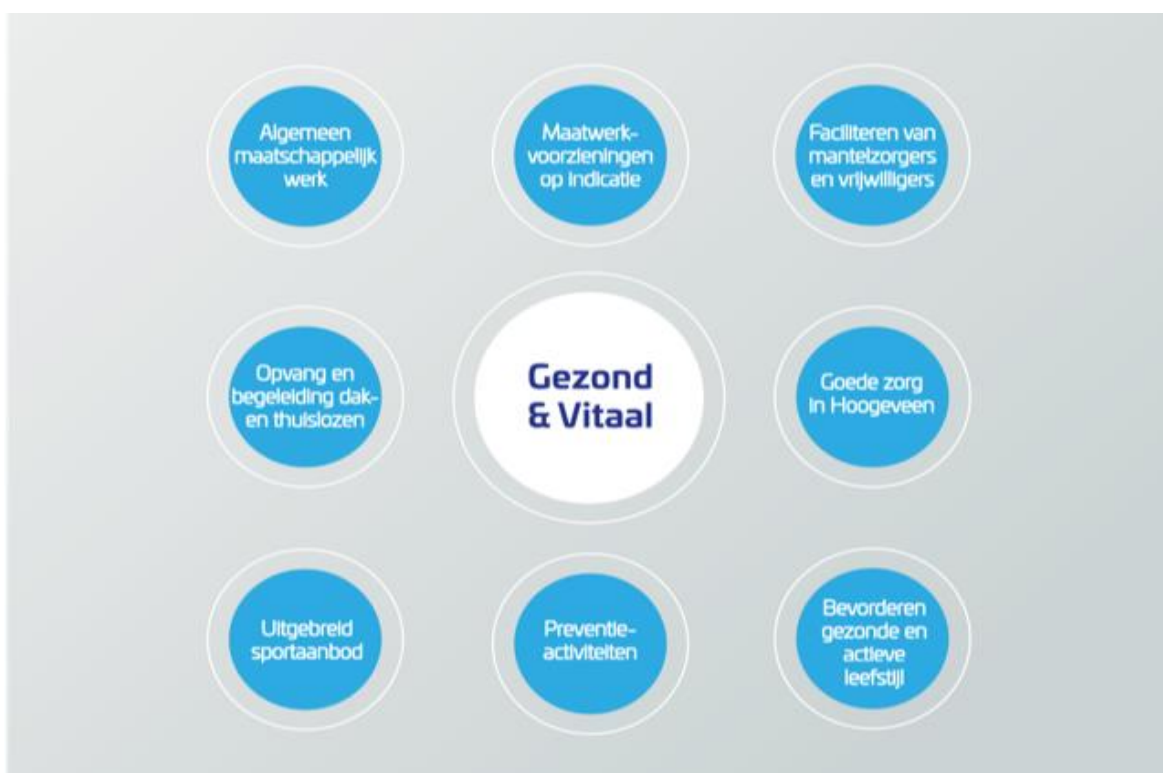 Algemeen
maatschappelijk
werk
Maatwerk-
voorzieningen
op indicatie
Faciliteren van
mantelzorgers
en vrijwilligers
Opvang en
begeleiding dak-
en thuislozen
Gezond
& Vitaal
Goede zorg
in Hoogeveen
Uitgebreid
sportaanbod
Preventie-
activiteiten
Bevorderen
gezonde en
actieve
leefstijl